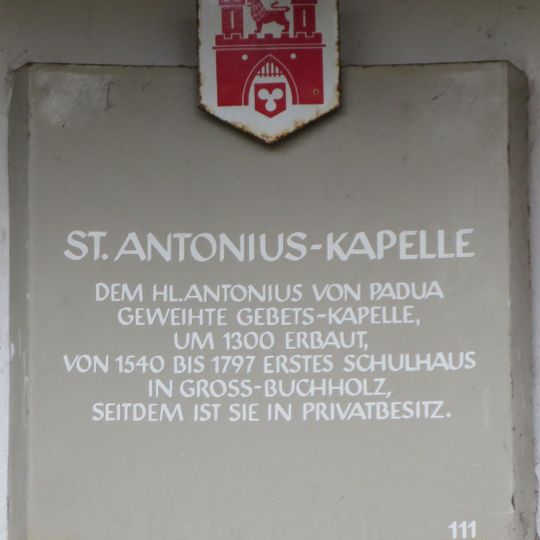 ST. ANTONIUS-KAPELLE
DEM HL. ANTONIUS VON PADUA
GEWEIHTE GEBETS-KAPELLE,
UM 1300 ERBAUT,
VON 1540 BIS 1797 ERSTES SCHULHAUS
IN GROSS-BUCHHOLZ,
SEITDEM IST SIE IN PRIVATBESITZ.
111